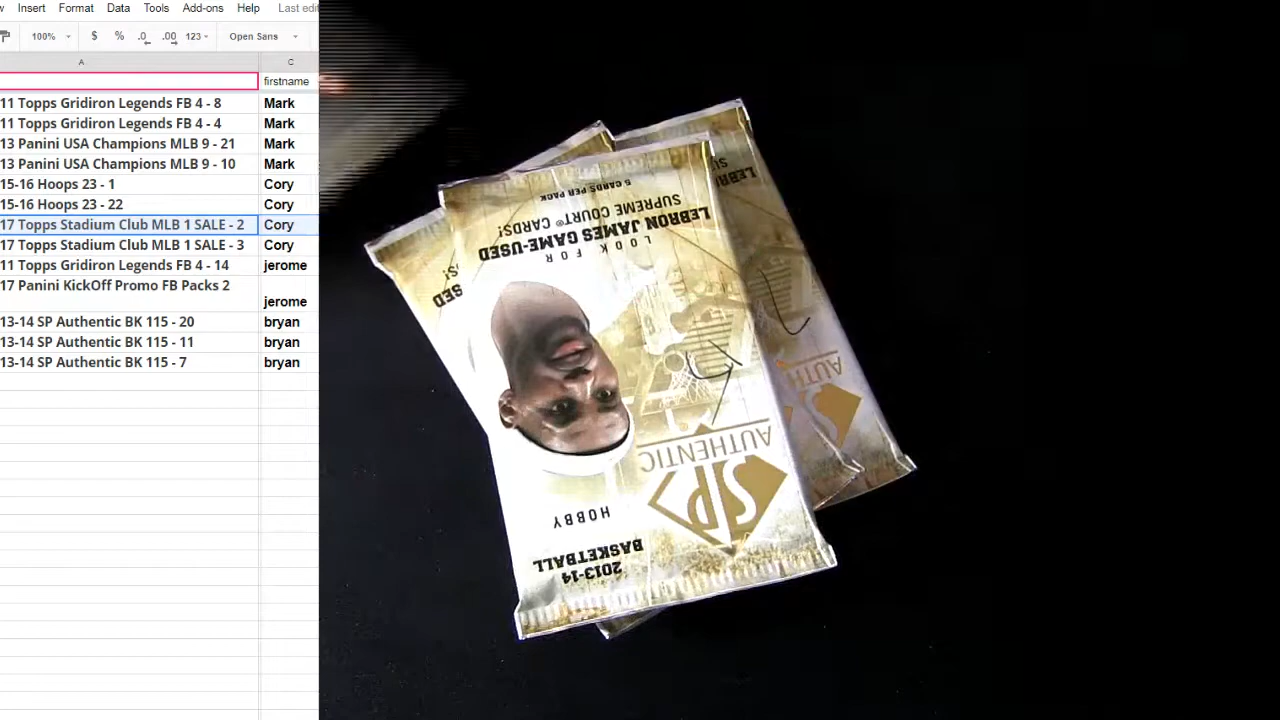 Insert Format Data Tools Add-ons Help Last edi
100% $ % .0 .00 123 Open Sans
A C
firstname
11 Topps Gridiron Legends FB 4 - 8 Mark
11 Topps Gridiron Legends FB 4 - 4 Mark
13 Panini USA Champions MLB 9 - 21 Mark
13 Panini USA Champions MLB 9 - 10 Mark
15-16 Hoops 23 - 1 Cory
15-16 Hoops 23 - 22 Cory
17 Topps Stadium Club MLB 1 SALE - 2 Cory
17 Topps Stadium Club MLB 1 SALE - 3 Cory
11 Topps Gridiron Legends FB 4 - 14 jerome
17 Panini KickOff Promo FB Packs 2
jerome
13-14 SP Authentic BK 115 - 20 bryan
13-14 SP Authentic BK 115 - 11 bryan
13-14 SP Authentic BK 115 - 7 bryan
2013-14
BASKETBALL
HOBBY
SP
AUTHENTIC
LOOK FOR
LEBRON JAMES GAME-USED
SUPREME COURT® CARDS!
5 CARDS PER PACK
SP
AUTH
LEBR
SU
USED
S!